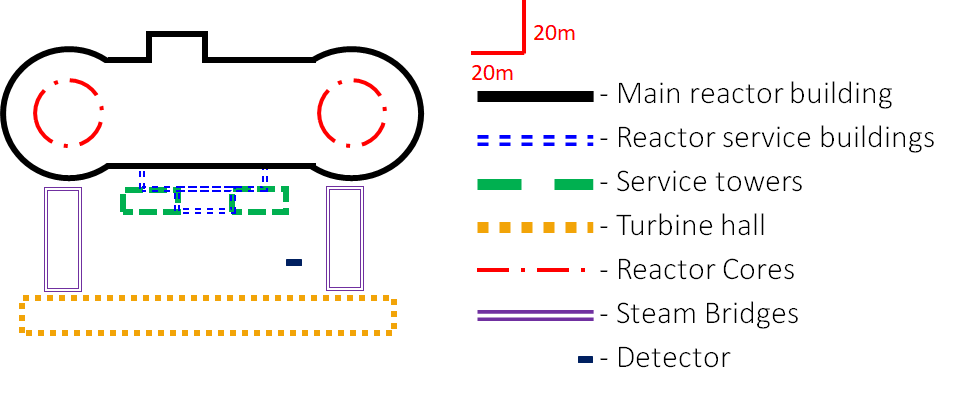 20m
20m
- Main reactor building
- Reactor service buildings
- Service towers
- Turbine hall
- Reactor Cores
- Steam Bridges
- Detector